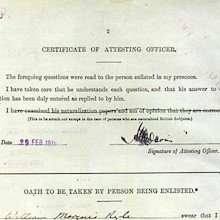 2
CERTIFICATE OF ATTESTING OFFICER.
The foregoing questions were read to the person enlisted in my presence.
I have taken care that he understands each question, and that his answer to
tion has been duly entered as replied to by him.
I have examined his naturalization papers and am of opinion that they are correct
(This to be struck out except in the case of persons who are naturalized British Subjects.)
Date 29 FEB 1916
Signature of Attesting Officer.
OATH TO BE TAKEN BY PERSON BEING ENLISTED.*
William swear that I